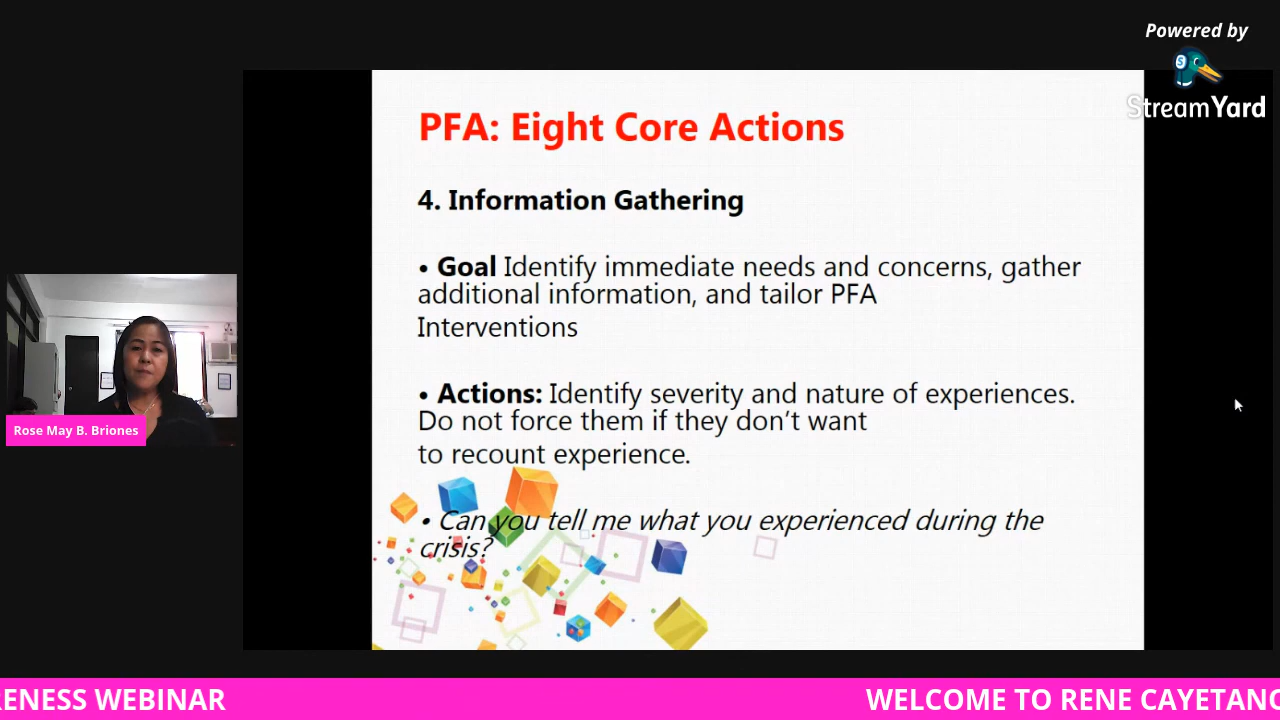 Powered by
StreamYard
PFA: Eight Core Actions
4. Information Gathering
• Goal Identify immediate needs and concerns, gather
additional information, and tailor PFA
Interventions
• Actions: Identify severity and nature of experiences.
Do not force them if they don’t want
to recount experience.
• Can you tell me what you experienced during the
crisis?
Rose May B. Briones
RENESS WEBINAR
WELCOME TO RENE CAYETANO